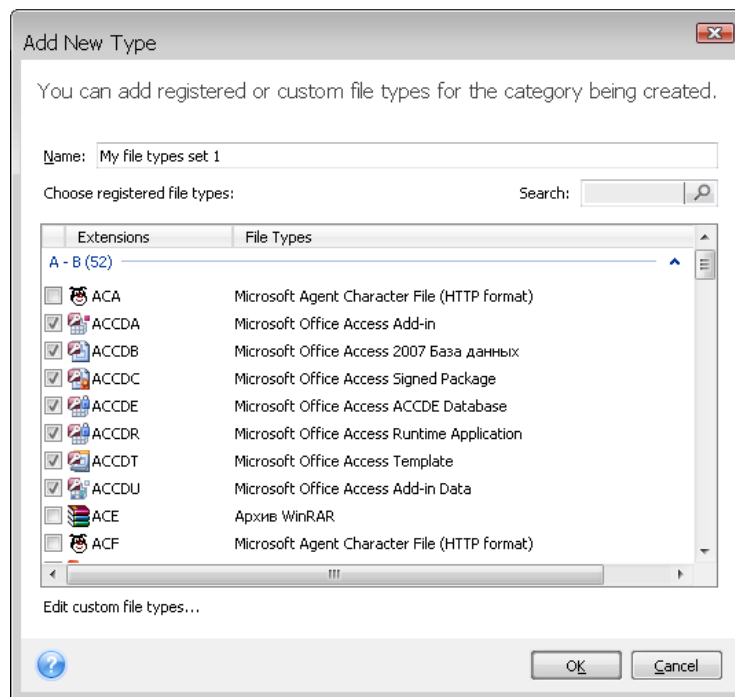 Add New Type
You can add registered or custom file types for the category being created.
Name: My file types set 1
Choose registered file types: Search:
Extensions File Types
A - B (52)
ACA Microsoft Agent Character File (HTTP format)
ACCDA Microsoft Office Access Add-in
ACCDB Microsoft Office Access 2007 База данных
ACCDC Microsoft Office Access Signed Package
ACCDE Microsoft Office Access ACCDE Database
ACCDR Microsoft Office Access Runtime Application
ACCDT Microsoft Office Access Template
ACCDU Microsoft Office Access Add-in Data
ACE Архив WinRAR
ACF Microsoft Agent Character File (HTTP format)
Edit custom file types...
? OK Cancel